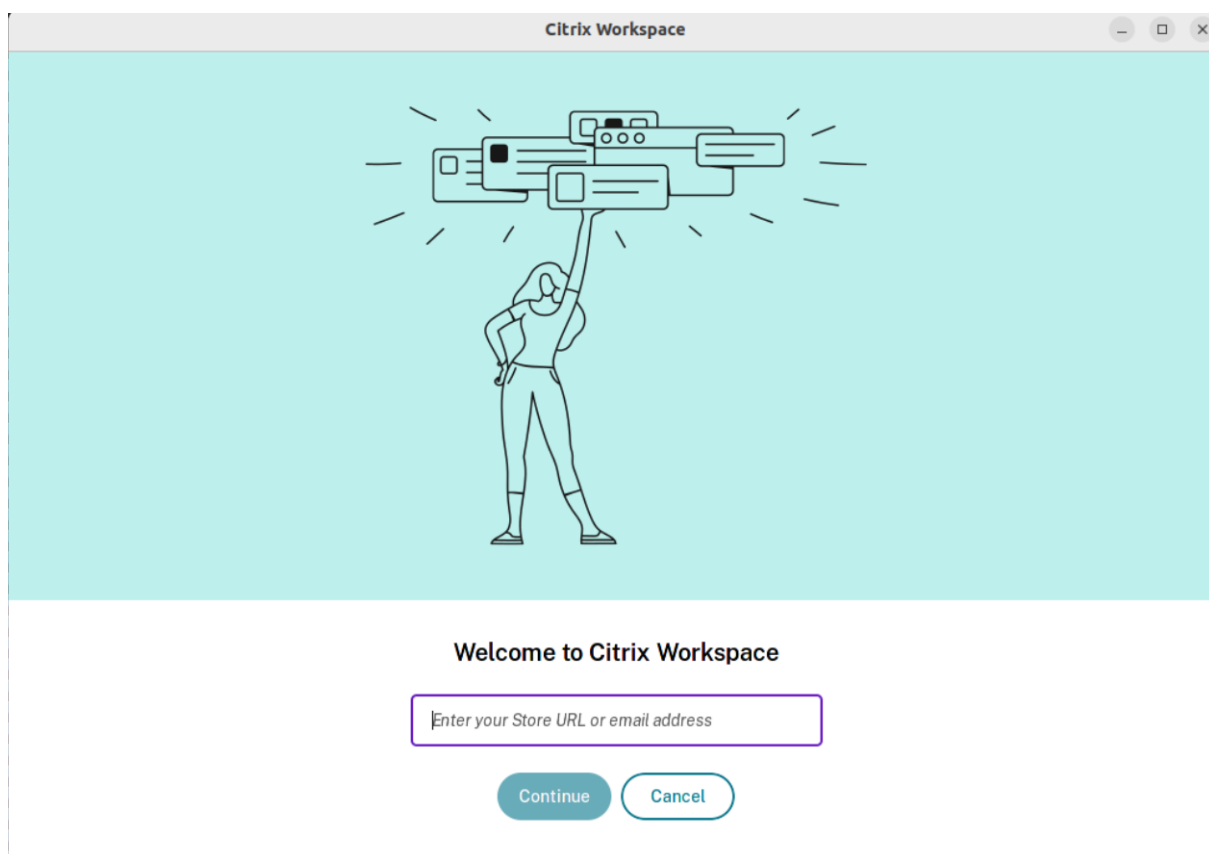 Citrix Workspace
Welcome to Citrix Workspace
Enter your Store URL or email address
Continue Cancel